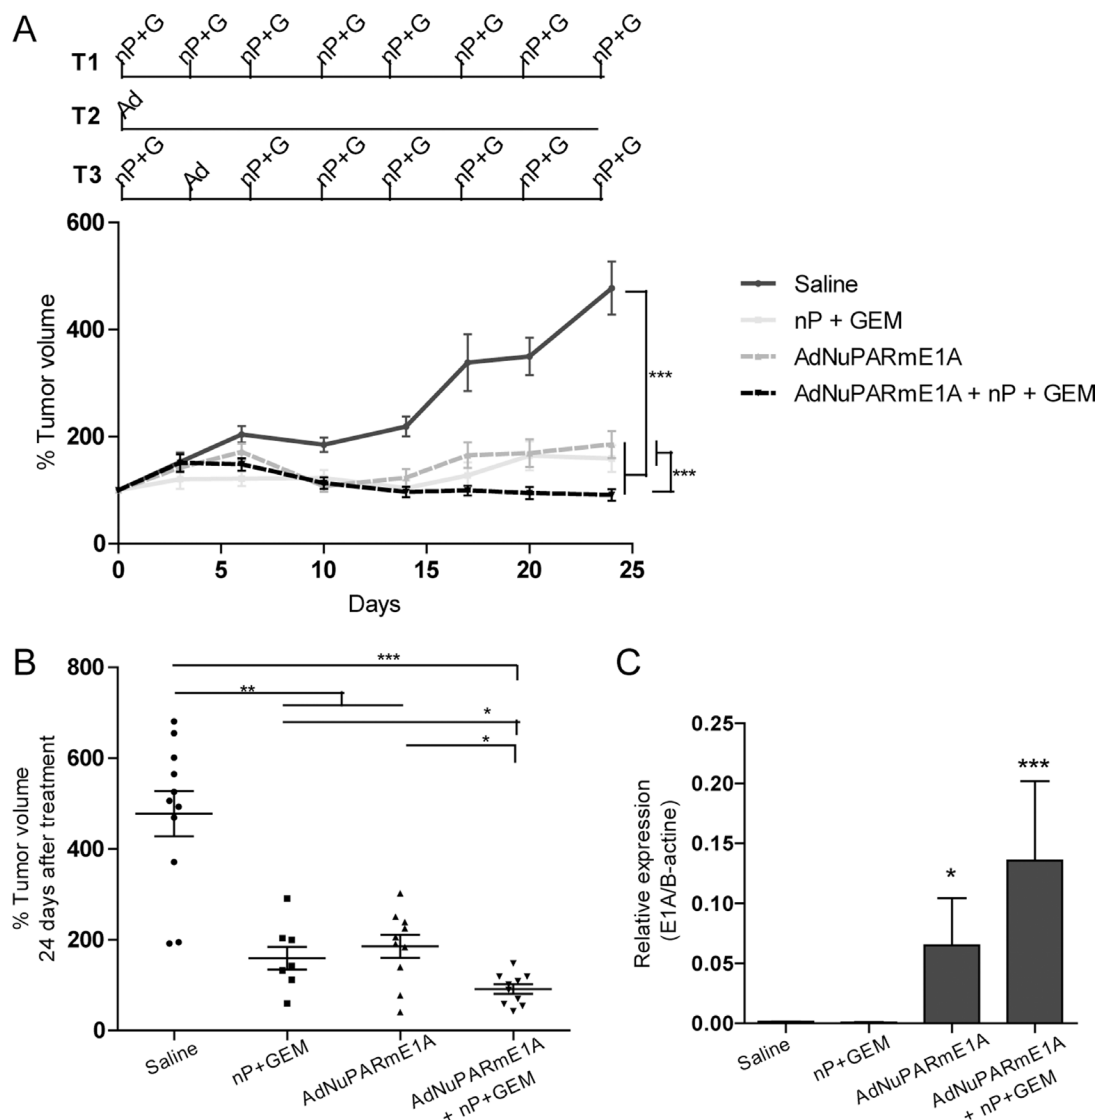 A
nP+G nP+G nP+G nP+G nP+G nP+G nP+G nP+G
T1
Ad
T2
nP+G Ad nP+G nP+G nP+G nP+G nP+G nP+G
T3
600
400
200
0
% Tumor volume
0 5 10 15 20 25
Days
Saline
nP + GEM
AdNuPARmE1A
AdNuPARmE1A + nP + GEM
***
***
B
800
600
400
200
0
% Tumor volume
24 days after treatment
***
**
*
*
Saline
nP+GEM
AdNuPARmE1A
AdNuPARmE1A
+ nP+GEM
C
0.25
0.20
0.15
0.10
0.05
0.00
Relative expression
(E1A/B-actine)
*
***
Saline
nP+GEM
AdNuPARmE1A
AdNuPARmE1A
+ nP+GEM